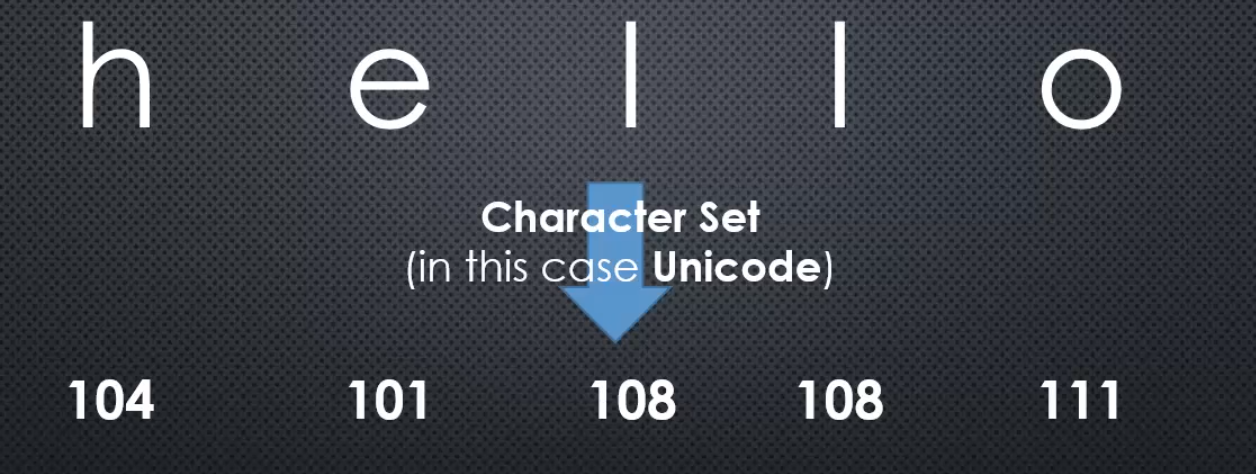 h e l l o
Character Set
(in this case Unicode)
104 101 108 108 111